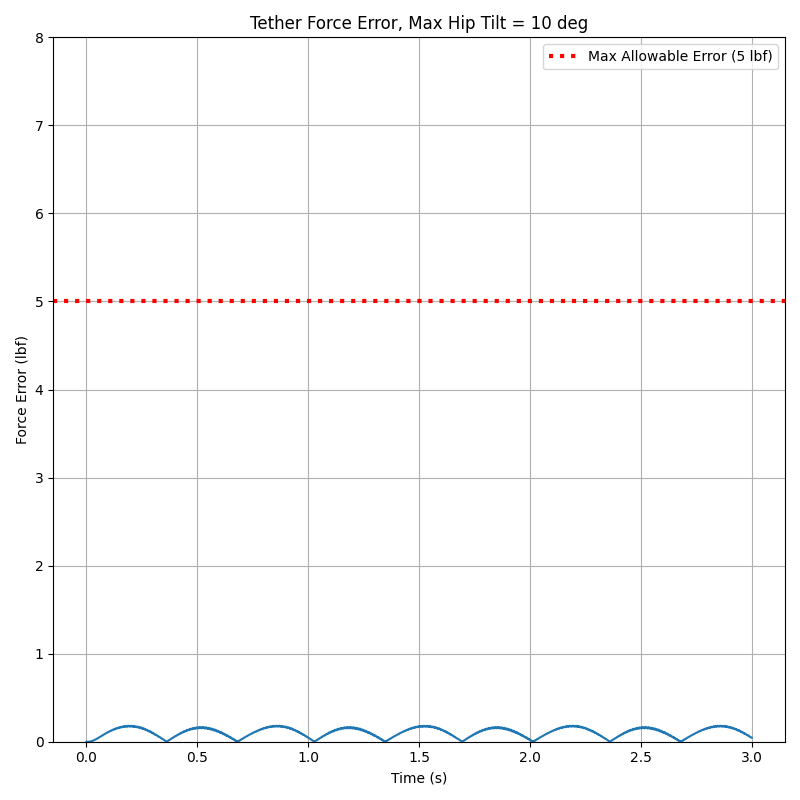 Tether Force Error, Max Hip Tilt = 10 deg
Max Allowable Error (5 lbf)
8
7
6
5
4
3
2
1
0
Force Error (lbf)
0.0 0.5 1.0 1.5 2.0 2.5 3.0
Time (s)